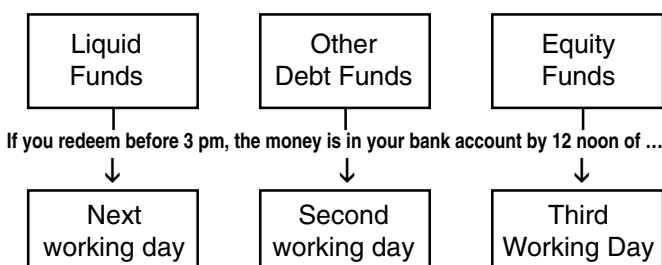 Liquid
Funds
Other
Debt Funds
Equity
Funds
If you redeem before 3 pm, the money is in your bank account by 12 noon of ...
Next
working day
Second
working day
Third
Working Day